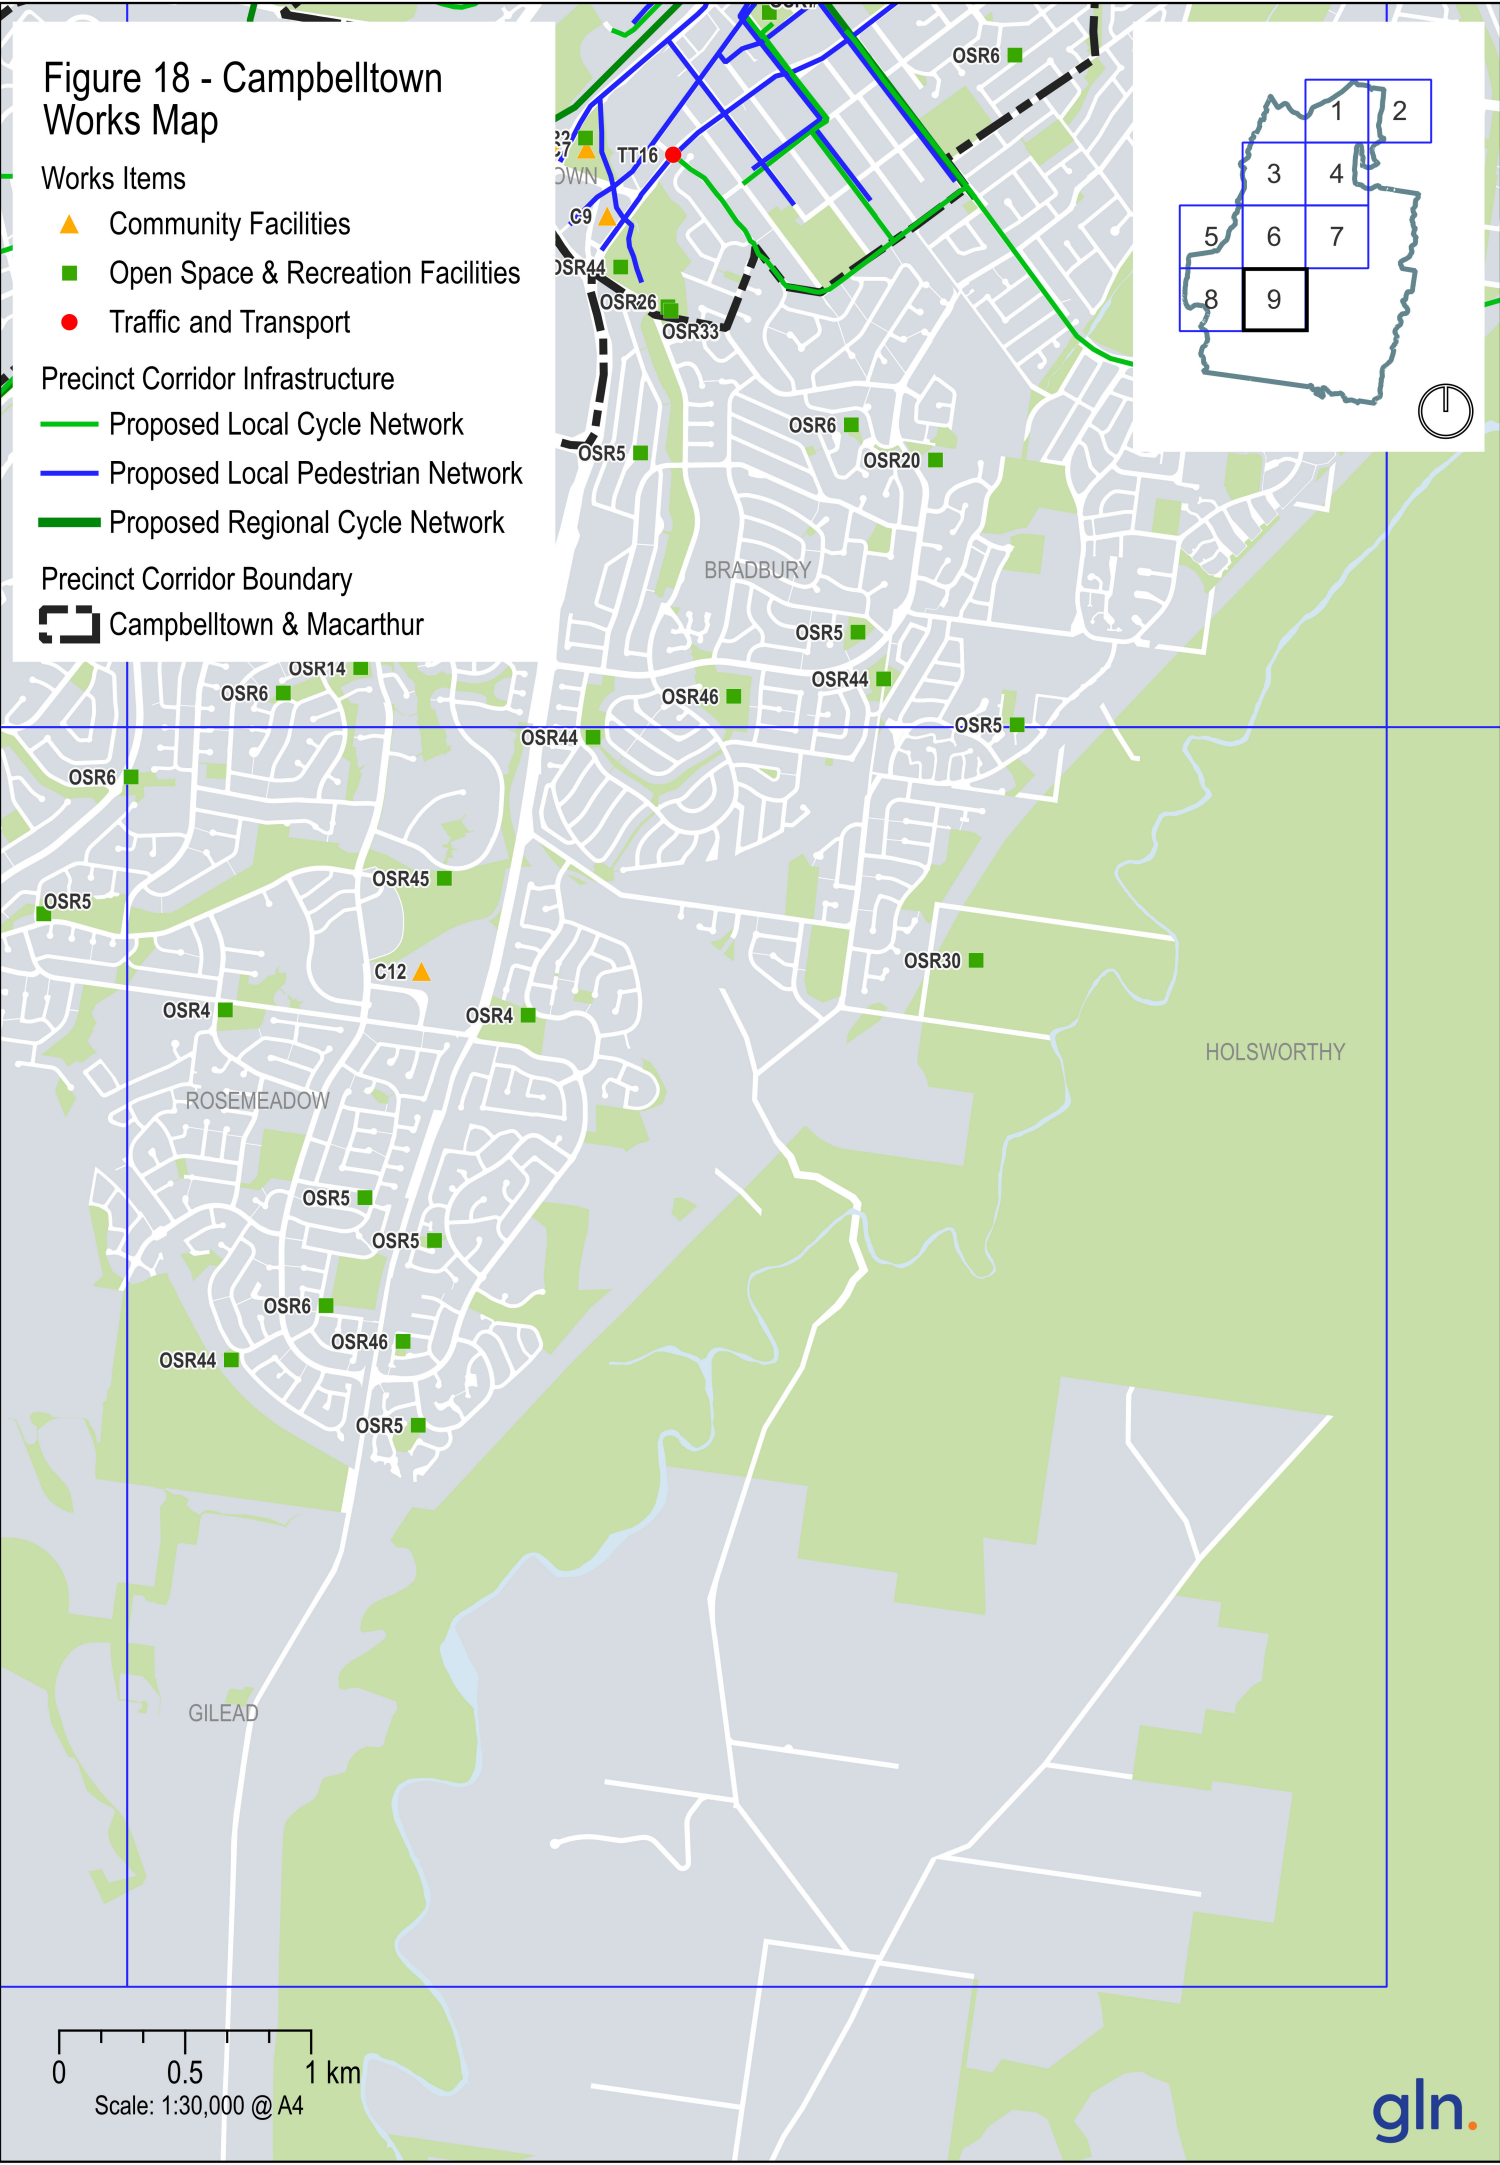 Figure 18 - Campbelltown
Works Map
Works Items
Community Facilities
Open Space & Recreation Facilities
Traffic and Transport
Precinct Corridor Infrastructure
Proposed Local Cycle Network
Proposed Local Pedestrian Network
Proposed Regional Cycle Network
Precinct Corridor Boundary
Campbelltown & Macarthur
1 2
3 4
5 6 7
8 9
OSR6
TT16
OWN
C9
OSR44
OSR26
OSR33
OSR6
OSR5
OSR20
BRADBURY
OSR5
OSR14
OSR44
OSR6
OSR46
OSR5
OSR44
OSR6
OSR45
OSR5
OSR30
C12
OSR4
OSR4
HOLSWORTHY
ROSEMEADOW
OSR5
OSR5
OSR6
OSR46
OSR44
OSR5
GILEAD
0 0.5 1 km
Scale: 1:30,000 @ A4
gln.